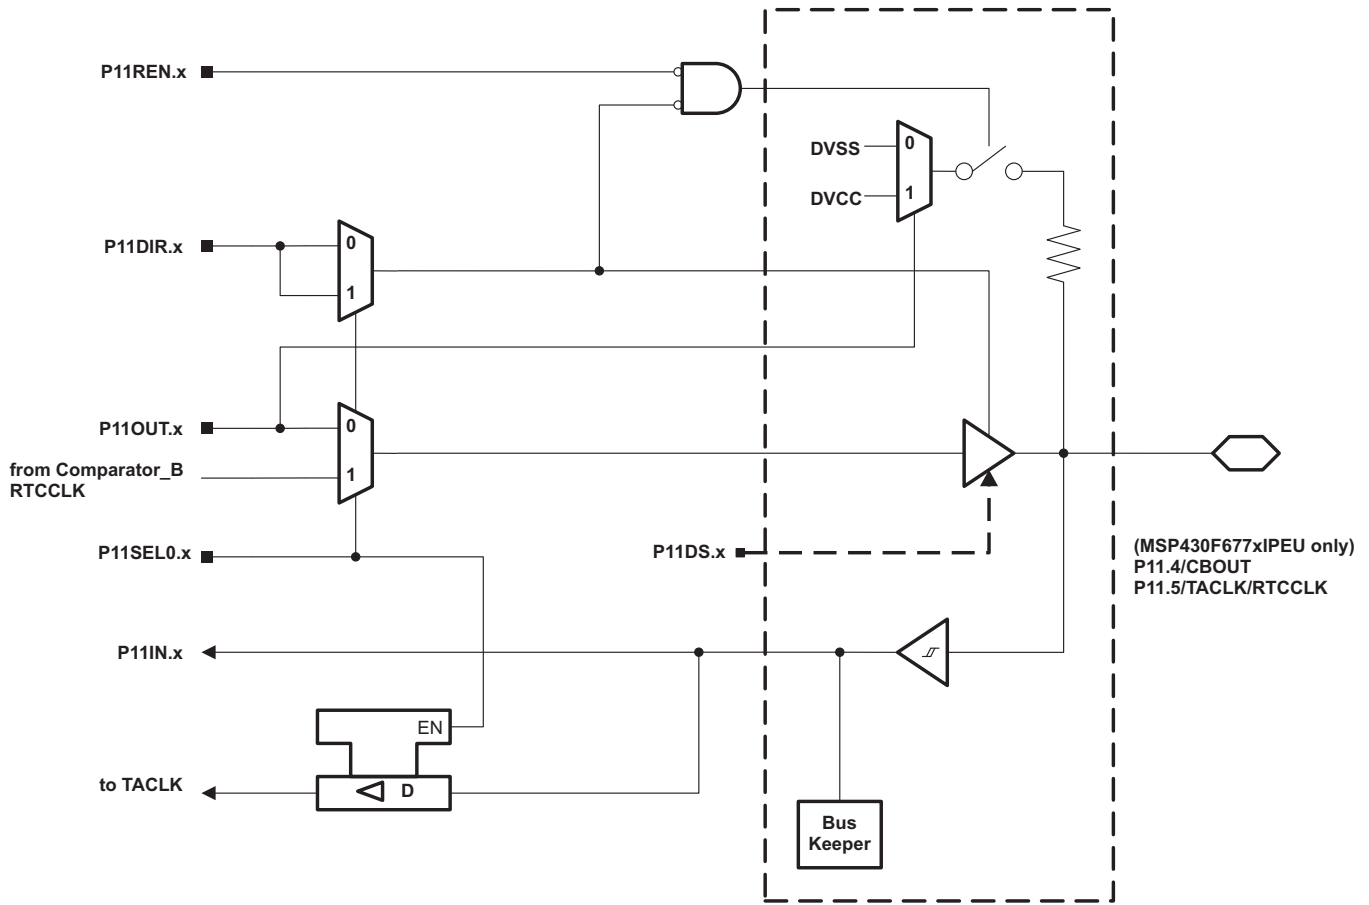 P11REN.x
DVSS
0
DVCC
1
P11DIR.x
0
1
P11OUT.x
0
from Comparator_B
RTCCLK
1
P11SEL0.x
P11DS.x
(MSP430F677xIPEU only)
P11.4/CBOUT
P11.5/TACLK/RTCCLK
P11IN.x
EN
to TACLK
D
Bus
Keeper